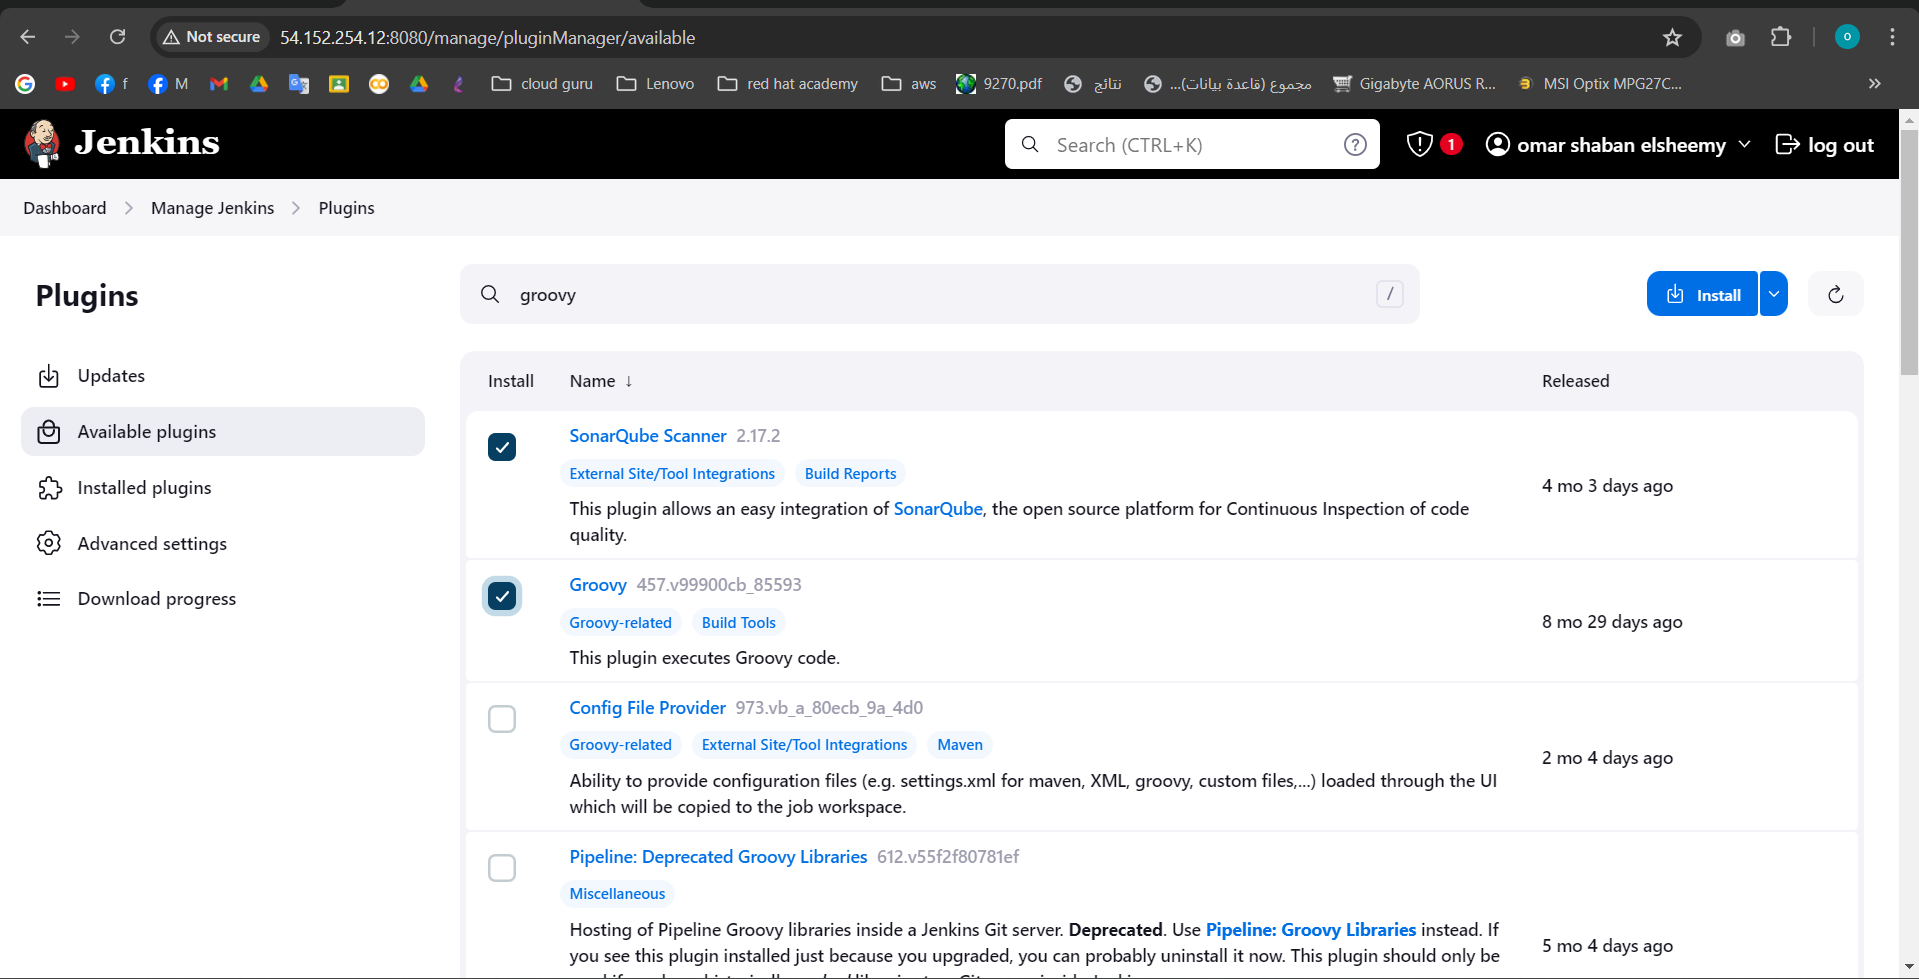 Not secure
54.152.254.12:8080/manage/pluginManager/available
O
f
M
cloud guru
Lenovo
red hat academy
aws
9270.pdf
نتائج
مجموع (قاعدة بيانات)...
Gigabyte AORUS R...
MSI Optix MPG27C...
»
Jenkins
Search (CTRL+K)
?
1
omar shaban elsheemy
log out
Dashboard
Manage Jenkins
Plugins
Plugins
groovy
/
Install
Updates
Available plugins
Installed plugins
Advanced settings
Download progress
Install Name ↓ Released
SonarQube Scanner 2.17.2
External Site/Tool Integrations Build Reports
This plugin allows an easy integration of SonarQube, the open source platform for Continuous Inspection of code
quality.
4 mo 3 days ago
Groovy 457.v99900cb_85593
Groovy-related Build Tools
This plugin executes Groovy code.
8 mo 29 days ago
Config File Provider 973.vb_a_80ecb_9a_4d0
Groovy-related External Site/Tool Integrations Maven
Ability to provide configuration files (e.g. settings.xml for maven, XML, groovy, custom files,...) loaded through the UI
which will be copied to the job workspace.
2 mo 4 days ago
Pipeline: Deprecated Groovy Libraries 612.v55f2f80781ef
Miscellaneous
Hosting of Pipeline Groovy libraries inside a Jenkins Git server. Deprecated. Use Pipeline: Groovy Libraries instead. If
you see this plugin installed just because you upgraded, you can probably uninstall it now. This plugin should only be
5 mo 4 days ago